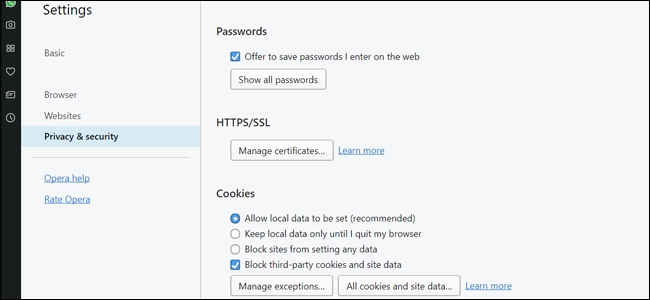 Settings
Basic
Browser
Websites
Privacy & security
Opera help
Rate Opera
Passwords
Offer to save passwords I enter on the web
Show all passwords
HTTPS/SSL
Manage certificates... Learn more
Cookies
Allow local data to be set (recommended)
Keep local data only until I quit my browser
Block sites from setting any data
Block third-party cookies and site data
Manage exceptions... All cookies and site data... Learn more